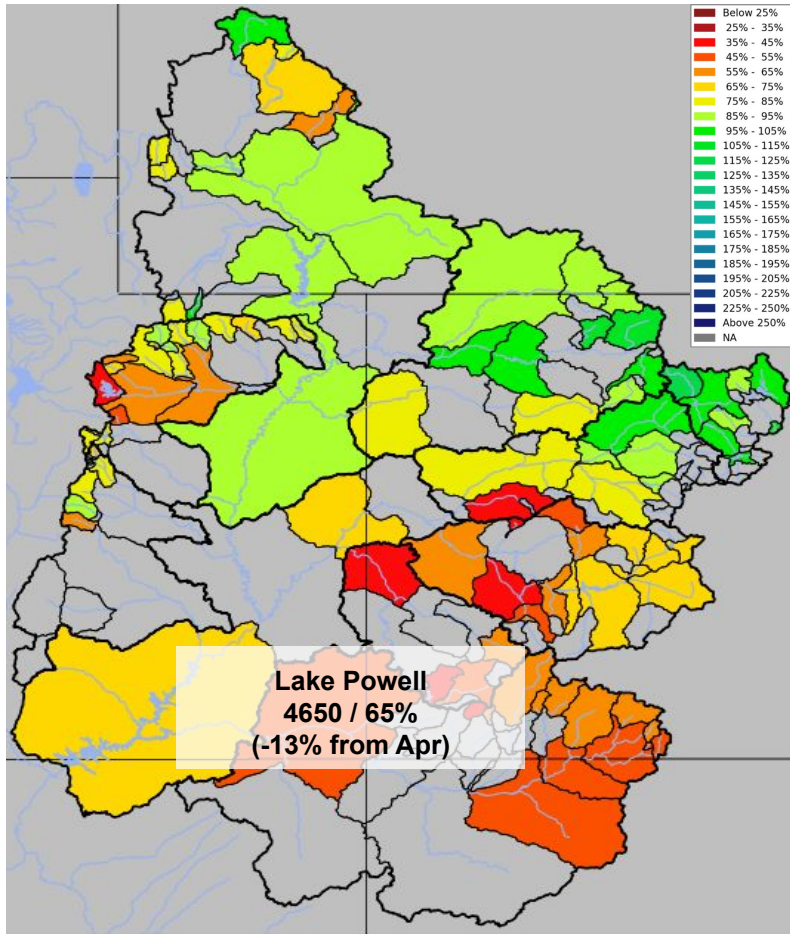 Below 25%
25% - 35%
35% - 45%
45% - 55%
55% - 65%
65% - 75%
75% - 85%
85% - 95%
95% - 105%
105% - 115%
115% - 125%
125% - 135%
135% - 145%
145% - 155%
155% - 165%
165% - 175%
175% - 185%
185% - 195%
195% - 205%
205% - 225%
225% - 250%
Above 250%
NA
Lake Powell
4650 / 65%
(-13% from Apr)